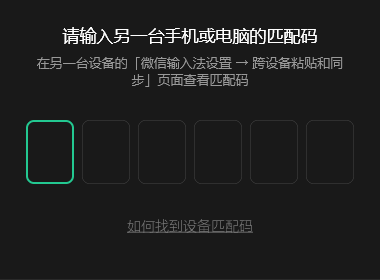 请输入另一台手机或电脑的匹配码
在另一台设备的「微信输入法设置 → 跨设备粘贴和同
步」页面查看匹配码
如何找到设备匹配码